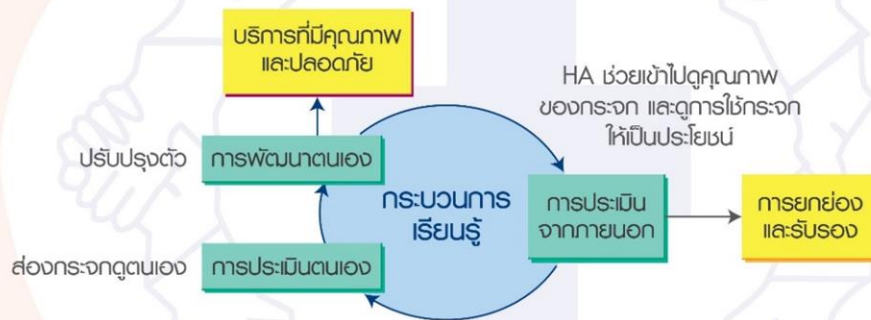 บริการที่มีคุณภาพ
และปลอดภัย
HA ช่วยเข้าไปดูคุณภาพ
ของกระจก และดูการใช้กระจก
ให้เป็นประโยชน์
ปรับปรุงตัว
การพัฒนาตนเอง
กระบวนการ
เรียนรู้
การประเมิน
จากภายนอก
การยกย่อง
และรับรอง
ส่องกระจกดูตนเอง
การประเมินตนเอง